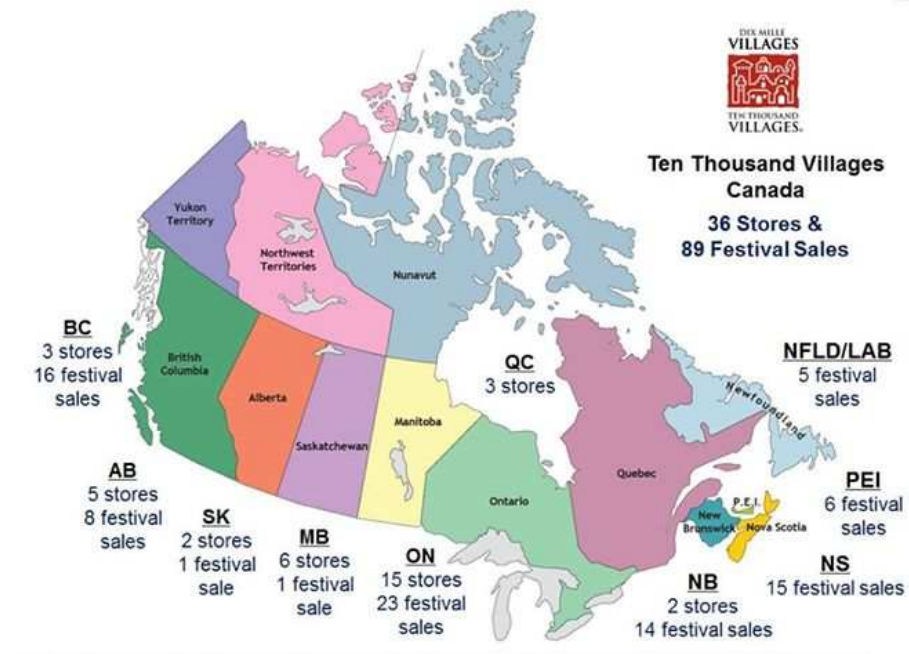 DIX MILLE
VILLAGES
TEN THOUSAND
VILLAGES.
Ten Thousand Villages
Canada
36 Stores &
89 Festival Sales
Yukon
Territory
Northwest
Territories
Nunavut
BC
3 stores
16 festival
sales
British
Columbia
Alberta
Saskatchewan
Manitoba
QC
3 stores
NFLD/LAB
5 festival
sales
Newfoundland
Quebec
Ontario
AB
5 stores
8 festival
sales
SK
2 stores
1 festival
sale
MB
6 stores
1 festival
sale
ON
15 stores
23 festival
sales
PEI
6 festival
sales
P.E.I.
New
Brunswick
Nova Scotia
NS
15 festival sales
NB
2 stores
14 festival sales